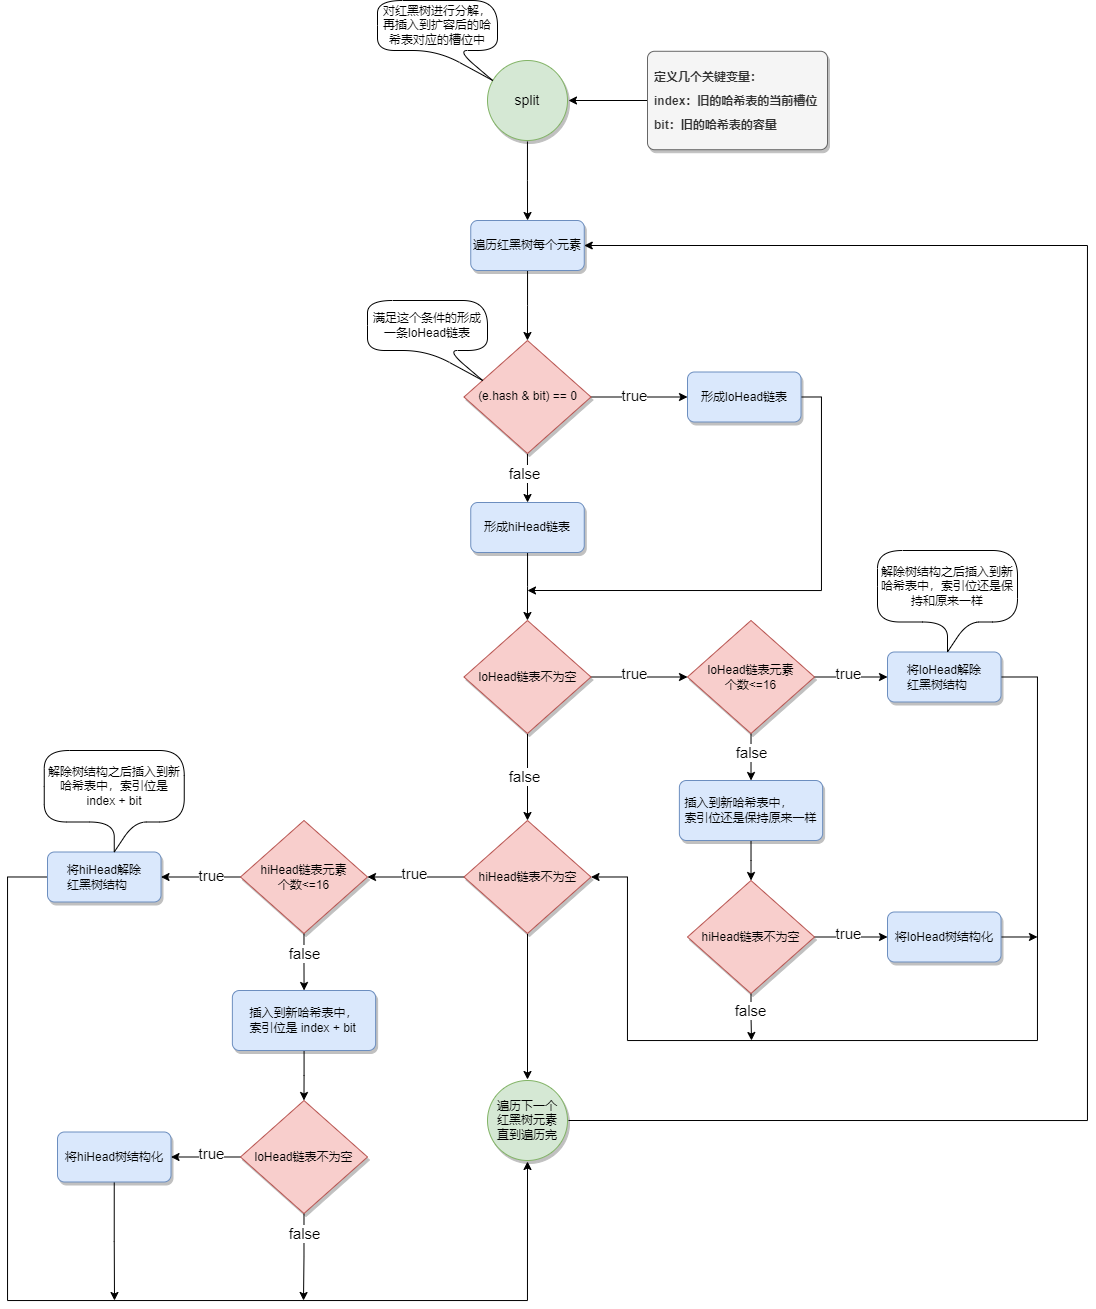 对红黑树进行分解，
再插入到扩容后的哈
希表对应的槽位中
split
定义几个关键变量：
index：旧的哈希表的当前槽位
bit：旧的哈希表的容量
遍历红黑树每个元素
满足这个条件的形成
一条loHead链表
(e.hash & bit) == 0
true
形成loHead链表
false
形成hiHead链表
解除树结构之后插入到新
哈希表中，索引位还是保
持和原来一样
loHead链表不为空
true
loHead链表元素
个数<=16
true
将loHead解除
红黑树结构
false
false
解除树结构之后插入到新
哈希表中，索引位是
index + bit
插入到新哈希表中，
索引位还是保持原来一样
将hiHead解除
红黑树结构
true
hiHead链表元素
个数<=16
true
hiHead链表不为空
hiHead链表不为空
true
将loHead树结构化
false
false
插入到新哈希表中，
索引位是 index + bit
遍历下一个
红黑树元素
直到遍历完
将hiHead树结构化
true
loHead链表不为空
false